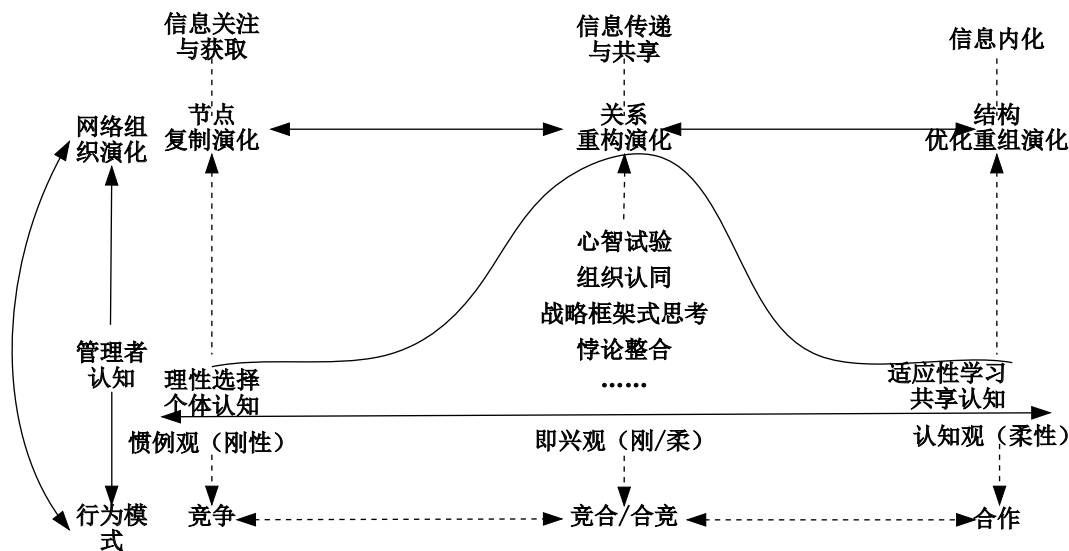 信息关注
与获取
信息传递
与共享
信息内化
网络组
织演化
节点
复制演化
关系
重构演化
结构
优化重组演化
心智试验
组织认同
战略框架式思考
悖论整合
……
管理者
认知
理性选择
个体认知
适应性学习
共享认知
惯例观（刚性）
即兴观（刚/柔）
认知观（柔性）
行为模
式
竞争
竞合/合竞
合作